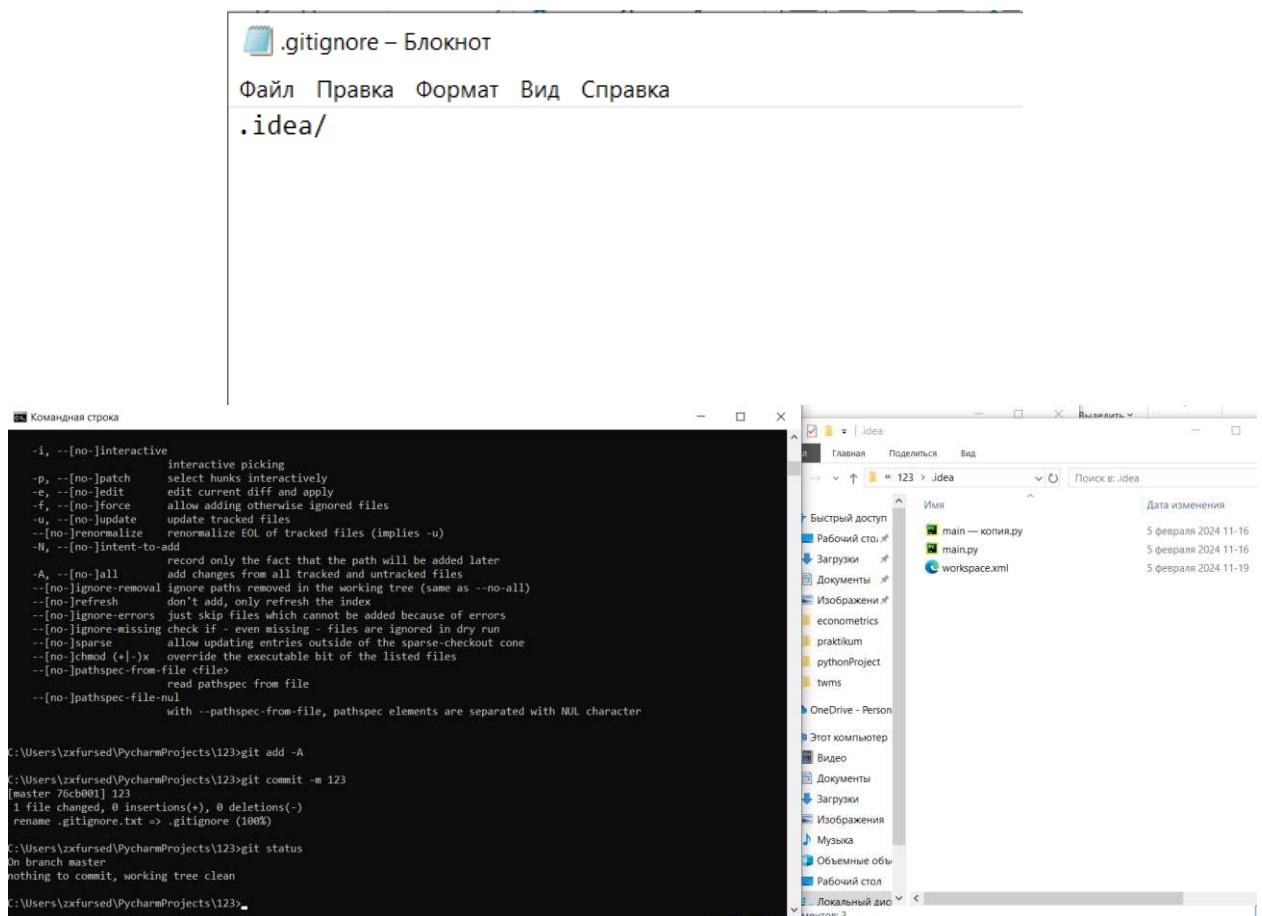 .gitignore – Блокнот
Файл Правка Формат Вид Справка
.idea/
Командная строка
-i, --[no-]interactive
interactive picking
-p, --[no-]patch select hunks interactively
-e, --[no-]edit edit current diff and apply
-f, --[no-]force allow adding otherwise ignored files
-u, --[no-]update update tracked files
--[no-]renormalize renormalize EOL of tracked files (implies -u)
-N, --[no-]intent-to-add
record only the fact that the path will be added later
-A, --[no-]all add changes from all tracked and untracked files
--[no-]ignore-removal ignore paths removed in the working tree (same as --no-all)
--[no-]refresh don't add, only refresh the index
--[no-]ignore-errors just skip files which cannot be added because of errors
--[no-]ignore-missing check if - even missing - files are ignored in dry run
--[no-]sparse allow updating entries outside of the sparse-checkout cone
--[no-]chmod (+|-)x override the executable bit of the listed files
--[no-]pathspec-from-file <file>
read pathspec from file
--[no-]pathspec-file-nul
with --pathspec-from-file, pathspec elements are separated with NUL character
C:\Users\zxfursed\PycharmProjects\123>git add -A
C:\Users\zxfursed\PycharmProjects\123>git commit -m 123
[master 76cb001] 123
1 file changed, 0 insertions(+), 0 deletions(-)
rename .gitignore.txt => .gitignore (100%)
C:\Users\zxfursed\PycharmProjects\123>git status
On branch master
nothing to commit, working tree clean
C:\Users\zxfursed\PycharmProjects\123>
Выделить
.idea
Главная Поделиться Вид
« 123 > .idea
Поиск в: .idea
Имя Дата изменения
main — копия.py 5 февраля 2024 11-16
main.py 5 февраля 2024 11-16
workspace.xml 5 февраля 2024 11-19
Быстрый доступ
Рабочий сто
Загрузки
Документы
Изображени
econometrics
praktikum
pythonProject
twms
OneDrive - Person
Этот компьютер
Видео
Документы
Загрузки
Изображения
Музыка
Объемные объ
Рабочий стол
Локальный дис